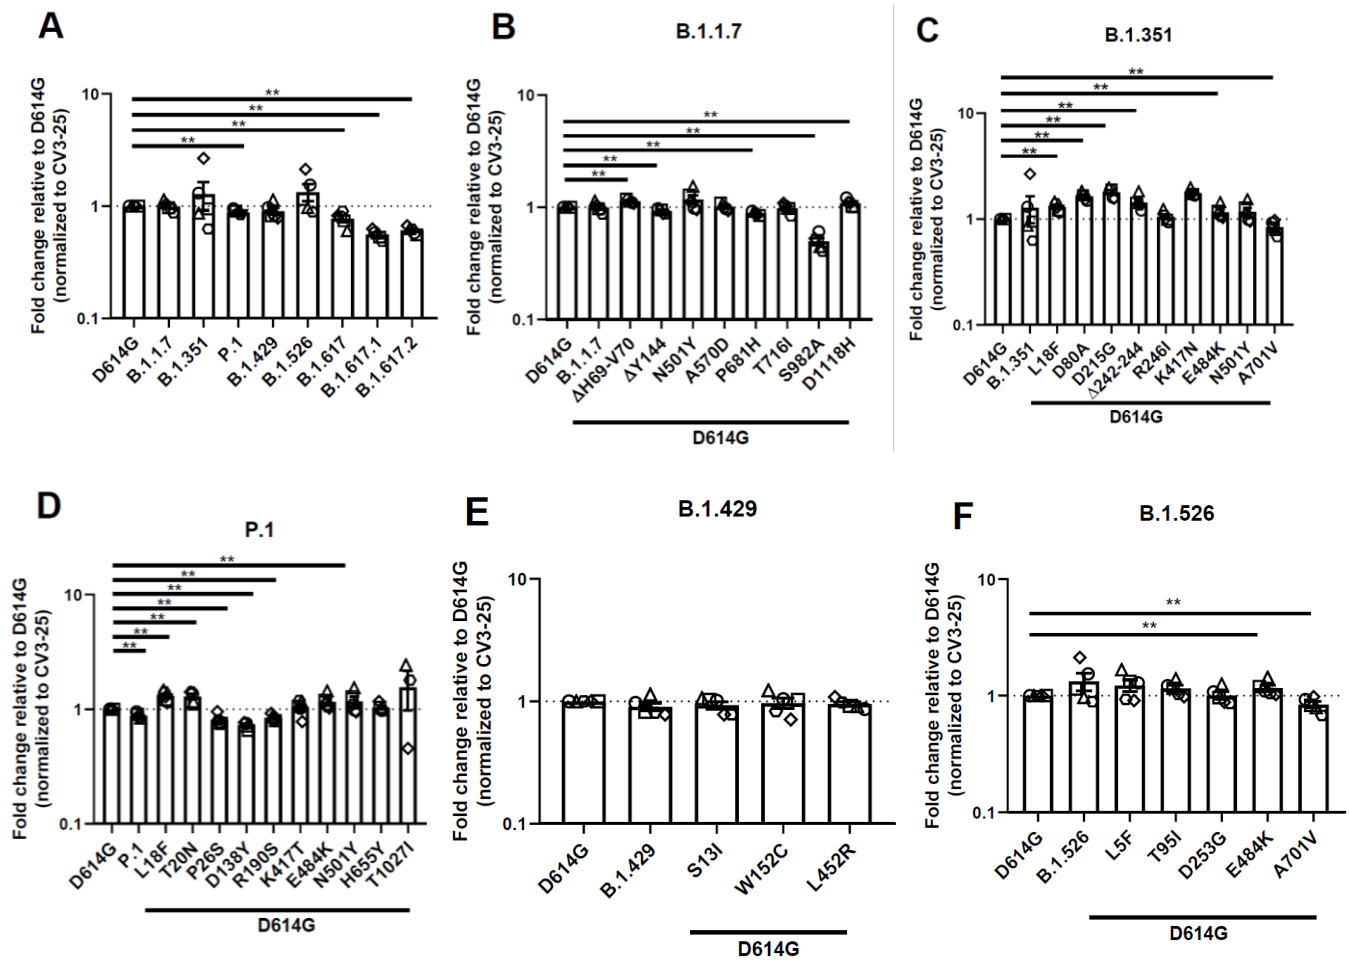 A
Fold change relative to D614G
(normalized to CV3-25)
10
1
0.1
**
**
**
**
D614G
B.1.1.7
B.1.351
P.1
B.1.429
B.1.526
B.1.617
B.1.617.1
B.1.617.2
B
B.1.1.7
Fold change relative to D614G
(normalized to CV3-25)
10
1
0.1
**
**
**
**
**
D614G
B.1.1.7
ΔH69-V70
ΔY144
N501Y
A570D
P681H
T716I
S982A
D1118H
D614G
C
B.1.351
Fold change relative to D614G
(normalized to CV3-25)
10
1
0.1
**
**
**
**
**
**
D614G
B.1.351
L18F
D80A
D215G
Δ242-244
R246I
K417N
E484K
N501Y
A701V
D614G
D
P.1
Fold change relative to D614G
(normalized to CV3-25)
10
1
0.1
**
**
**
**
**
**
**
D614G
P.1
L18F
T20N
P26S
D138Y
R190S
K417T
E484K
N501Y
H655Y
T1027I
D614G
E
B.1.429
Fold change relative to D614G
(normalized to CV3-25)
10
1
0.1
D614G
B.1.429
S13I
W152C
L452R
D614G
F
B.1.526
Fold change relative to D614G
(normalized to CV3-25)
10
1
0.1
**
**
D614G
B.1.526
L5F
T95I
D253G
E484K
A701V
D614G